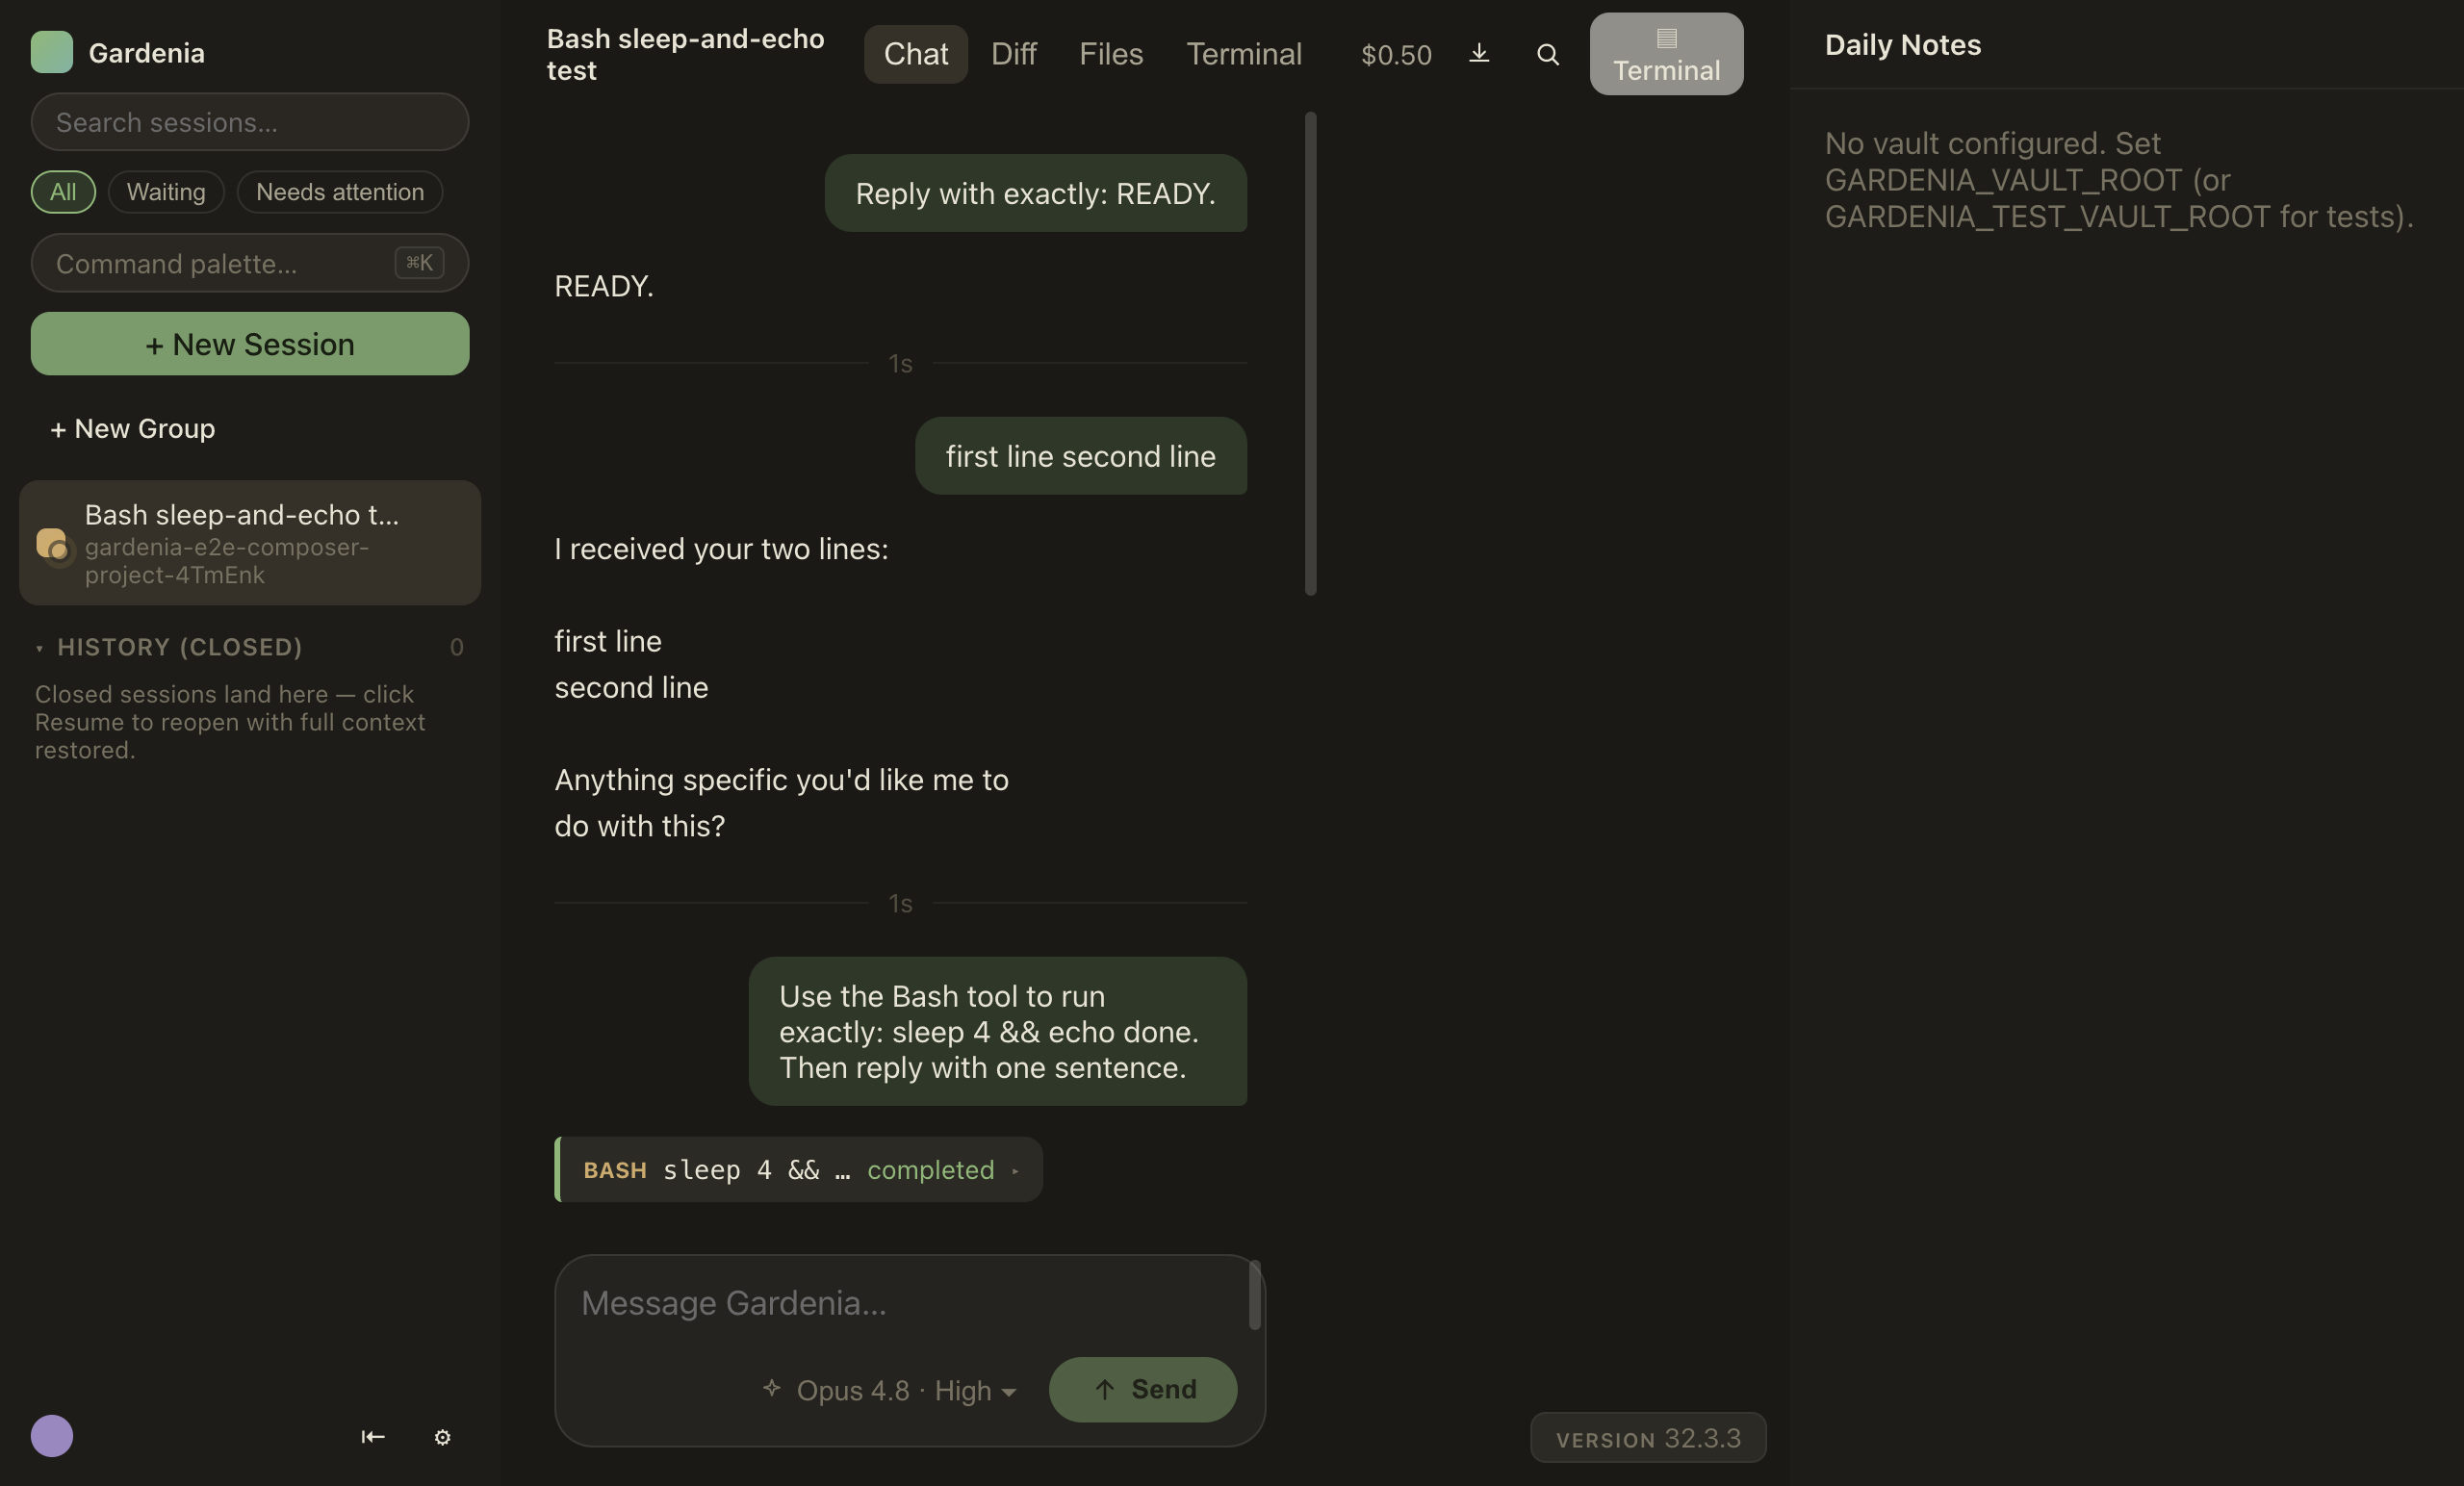 Gardenia
Search sessions...
All
Waiting
Needs attention
Command palette...
⌘K
+ New Session
+ New Group
Bash sleep-and-echo t...
gardenia-e2e-composer-
project-4TmEnk
HISTORY (CLOSED)
0
Closed sessions land here — click
Resume to reopen with full context
restored.
Bash sleep-and-echo
test
Chat
Diff
Files
Terminal
$0.50
Terminal
Reply with exactly: READY.
READY.
1s
first line second line
I received your two lines:
first line
second line
Anything specific you'd like me to
do with this?
1s
Use the Bash tool to run
exactly: sleep 4 && echo done.
Then reply with one sentence.
BASH sleep 4 && … completed
Message Gardenia...
Opus 4.8 · High
Send
VERSION 32.3.3
Daily Notes
No vault configured. Set
GARDENIA_VAULT_ROOT (or
GARDENIA_TEST_VAULT_ROOT for tests).